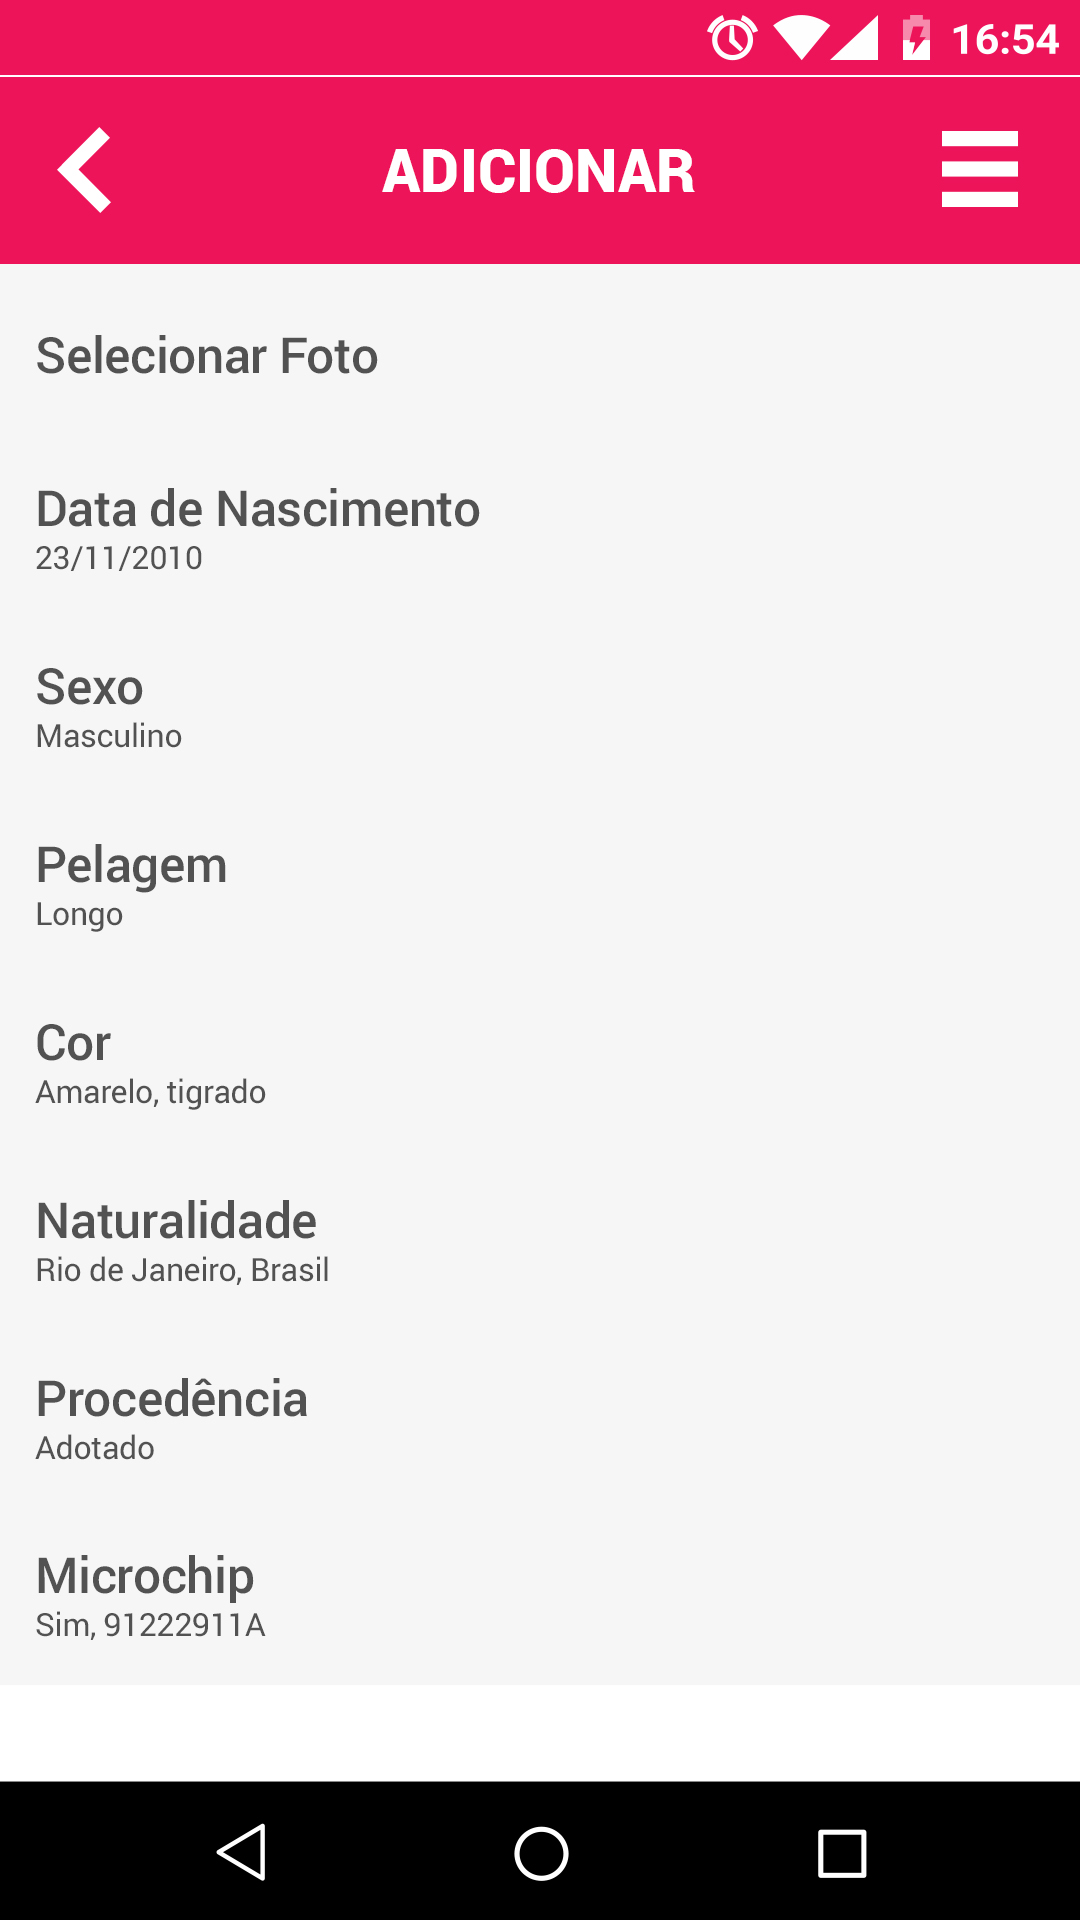 16:54
ADICIONAR
Selecionar Foto
Data de Nascimento
23/11/2010
Sexo
Masculino
Pelagem
Longo
Cor
Amarelo, tigrado
Naturalidade
Rio de Janeiro, Brasil
Procedência
Adotado
Microchip
Sim, 91222911A